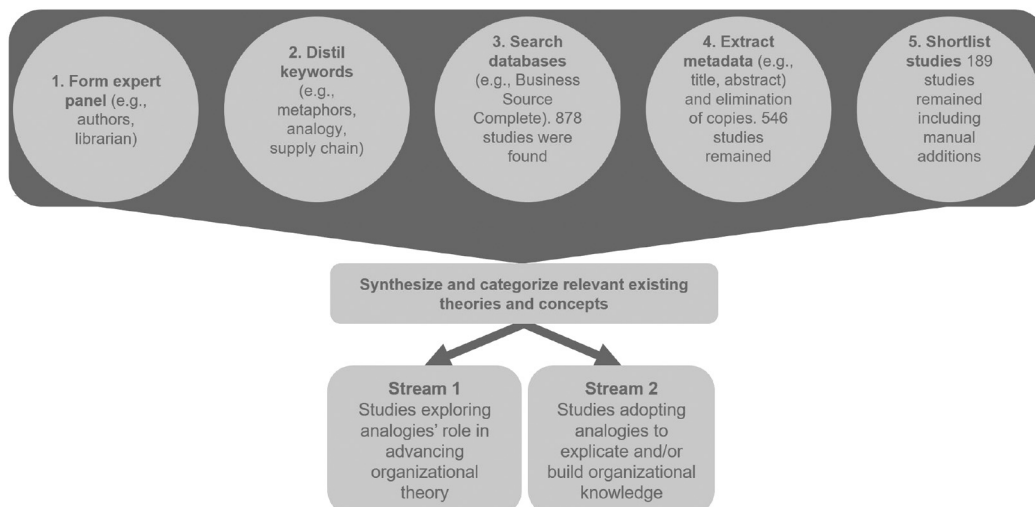 1. Form expert
panel (e.g.,
authors,
librarian)
2. Distil
keywords
(e.g.,
metaphors,
analogy,
supply chain)
3. Search
databases
(e.g., Business
Source
Complete). 878
studies were
found
4. Extract
metadata (e.g.,
title, abstract)
and elimination
of copies. 546
studies
remained
5. Shortlist
studies 189
studies
remained
including
manual
additions
Synthesize and categorize relevant existing
theories and concepts
Stream 1
Studies exploring
analogies' role in
advancing
organizational
theory
Stream 2
Studies adopting
analogies to
explicate and/or
build organizational
knowledge